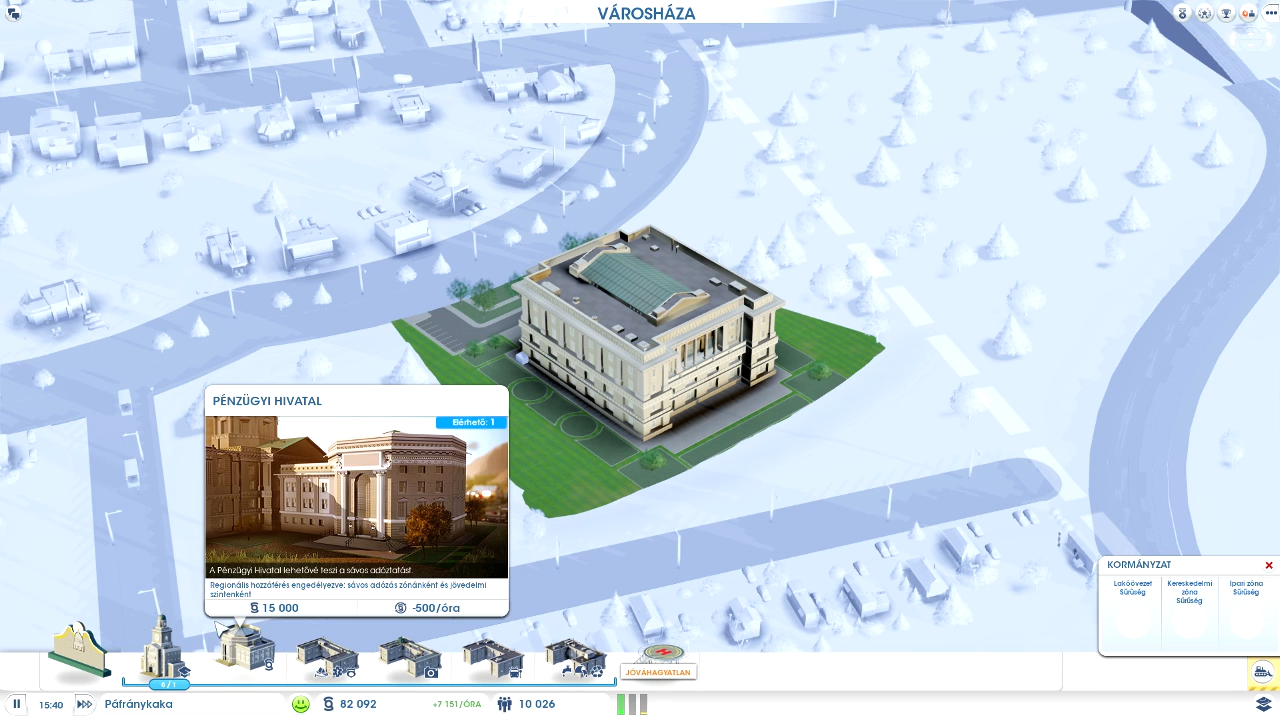 VÁROSHÁZA
PÉNZÜGYI HIVATAL
Elérhető: 1
A Pénzügyi Hivatal lehetővé teszi a sávos adóztatást.
Regionális hozzáférés engedélyezve: sávos adózás zónánként és jövedelmi
szintenként
15 000
-500/óra
KORMÁNYZAT
Lakóövezet
Sűrűség
Kereskedelmi
zóna
Sűrűség
Ipari zóna
Sűrűség
JÓVÁHAGYATLAN
0 / 1
15:40
Páfránykaka
82 092
+7 151/ÓRA
10 026